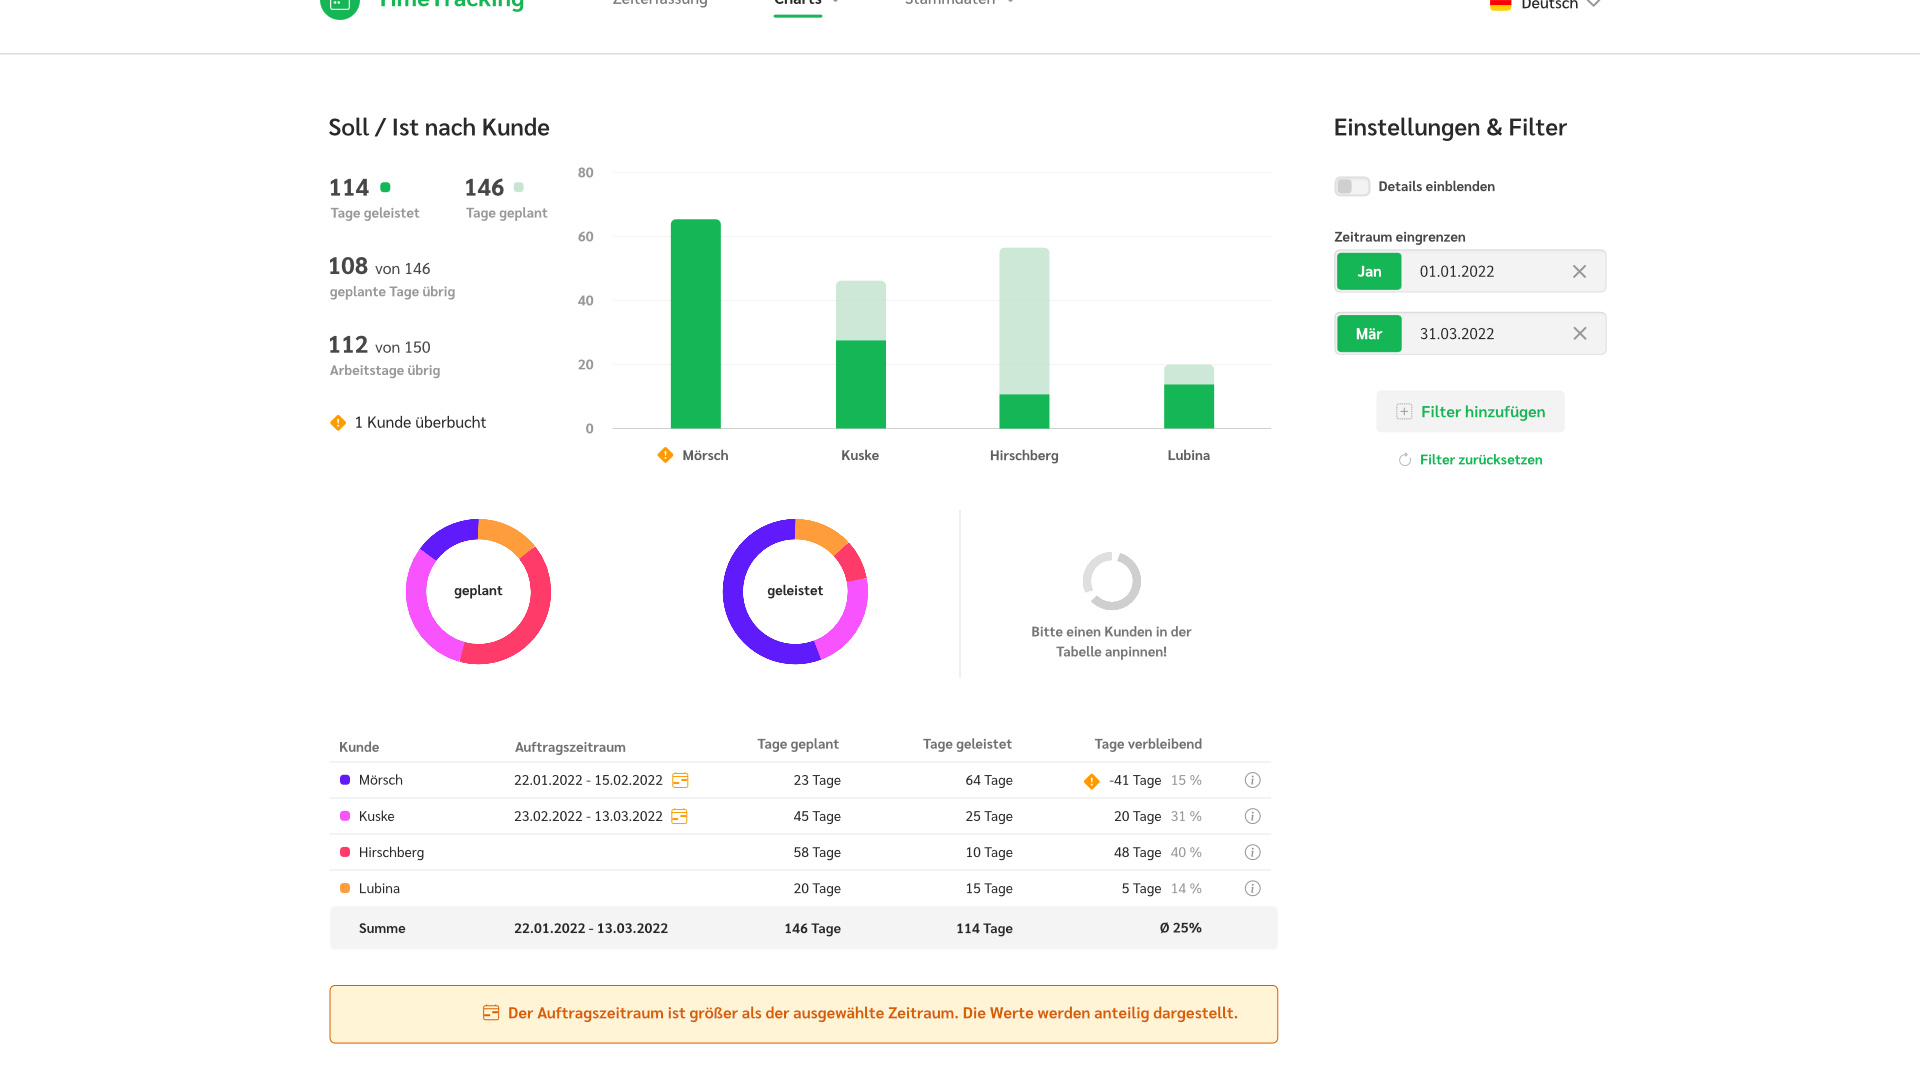 TimeTracking
Zeiterfassung
Charts
Stammdaten
Deutsch
Soll / Ist nach Kunde
114
Tage geleistet
146
Tage geplant
108 von 146
geplante Tage übrig
112 von 150
Arbeitstage übrig
1 Kunde überbucht
80
60
40
20
0
Mörsch
Kuske
Hirschberg
Lubina
Einstellungen & Filter
Details einblenden
Zeitraum eingrenzen
Jan 01.01.2022
Mär 31.03.2022
Filter hinzufügen
Filter zurücksetzen
geplant
geleistet
Bitte einen Kunden in der
Tabelle anpinnen!
Kunde Auftragszeitraum Tage geplant Tage geleistet Tage verbleibend
Mörsch 22.01.2022 - 15.02.2022 23 Tage 64 Tage -41 Tage 15 %
Kuske 23.02.2022 - 13.03.2022 45 Tage 25 Tage 20 Tage 31 %
Hirschberg 58 Tage 10 Tage 48 Tage 40 %
Lubina 20 Tage 15 Tage 5 Tage 14 %
Summe 22.01.2022 - 13.03.2022 146 Tage 114 Tage Ø 25%
Der Auftragszeitraum ist größer als der ausgewählte Zeitraum. Die Werte werden anteilig dargestellt.